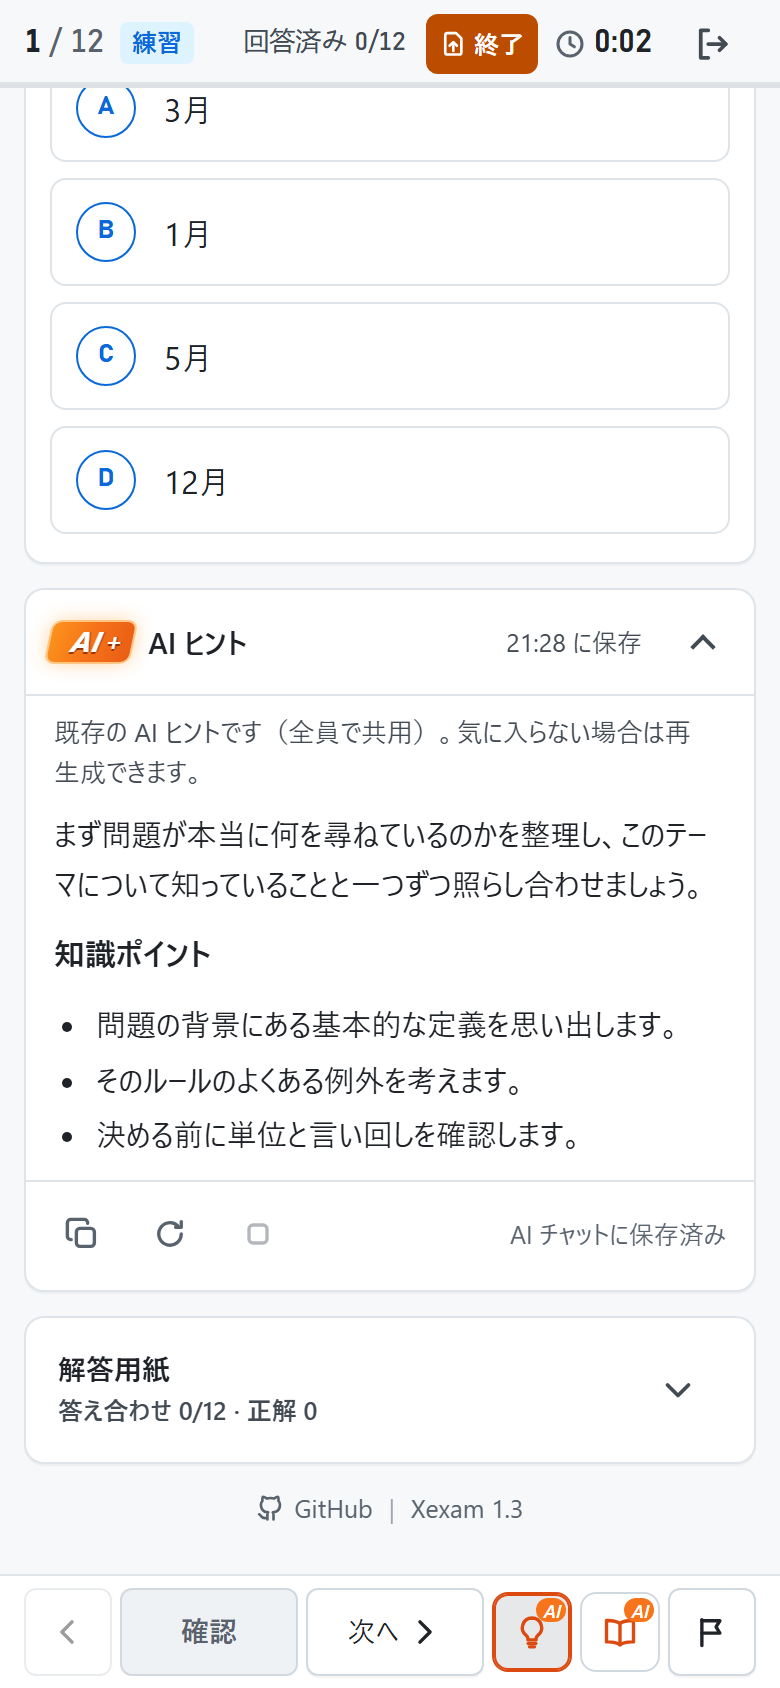 1 / 12 練習 回答済み 0/12 終了 0:02
A 3月
B 1月
C 5月
D 12月
AI+ AI ヒント 21:28 に保存
既存の AI ヒントです（全員で共用）。気に入らない場合は再
生成できます。
まず問題が本当に何を尋ねているのかを整理し、このテー
マについて知っていることと一つずつ照らし合わせましょう。
知識ポイント
• 問題の背景にある基本的な定義を思い出します。
• そのルールのよくある例外を考えます。
• 決める前に単位と言い回しを確認します。
AI チャットに保存済み
解答用紙
答え合わせ 0/12 · 正解 0
GitHub | Xexam 1.3
確認 次へ AI AI